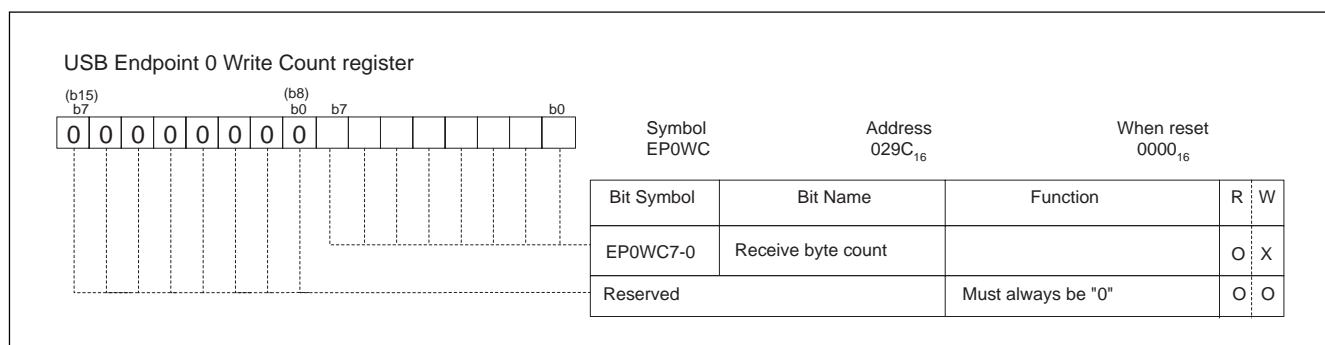 USB Endpoint 0 Write Count register
(b15) (b8)
b7 b0 b7 b0
0 0 0 0 0 0 0 0
Symbol Address When reset
EP0WC 029C16 000016
Bit Symbol Bit Name Function R W
EP0WC7-0 Receive byte count O X
Reserved Must always be "0" O O